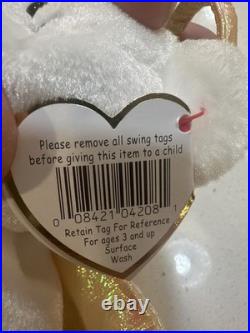 Please remove all swing tags
before giving this item to a child
0 08421 04208 1
Retain Tag For Reference
For ages 3 and up
Surface
Wash